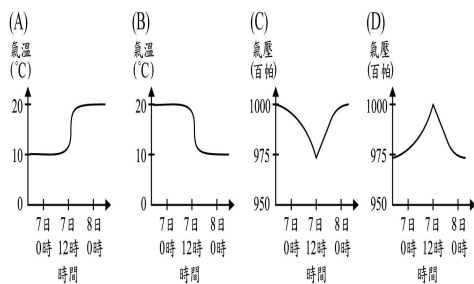 (A)
氣溫
(℃)
20
10
0
7日 7日 8日
0時 12時 0時
時間
(B)
氣溫
(℃)
20
10
0
7日 7日 8日
0時 12時 0時
時間
(C)
氣壓
(百帕)
1000
975
950
7日 7日 8日
0時 12時 0時
時間
(D)
氣壓
(百帕)
1000
975
950
7日 7日 8日
0時 12時 0時
時間